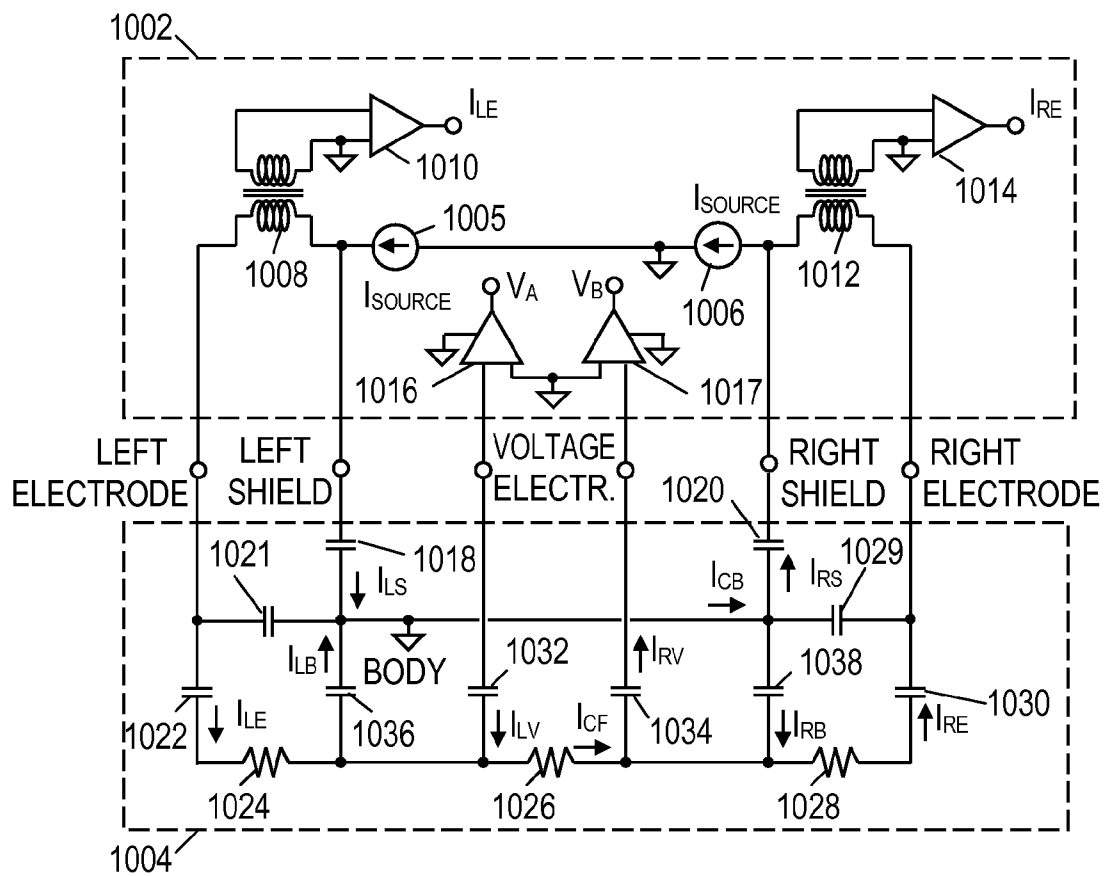 1002
I_LE
I_RE
1010
1014
I_SOURCE
1005
1008
1012
I_SOURCE
V_A
V_B
1006
1016
1017
LEFT
ELECTRODE
LEFT
SHIELD
VOLTAGE
ELECTR.
1020
RIGHT
SHIELD
RIGHT
ELECTRODE
1021
1018
1029
I_LS
I_CB
I_RS
I_LB
BODY
1032
I_RV
1038
1030
1022
I_LE
1036
I_LV
I_CF
1034
I_RB
I_RE
1024
1026
1028
1004